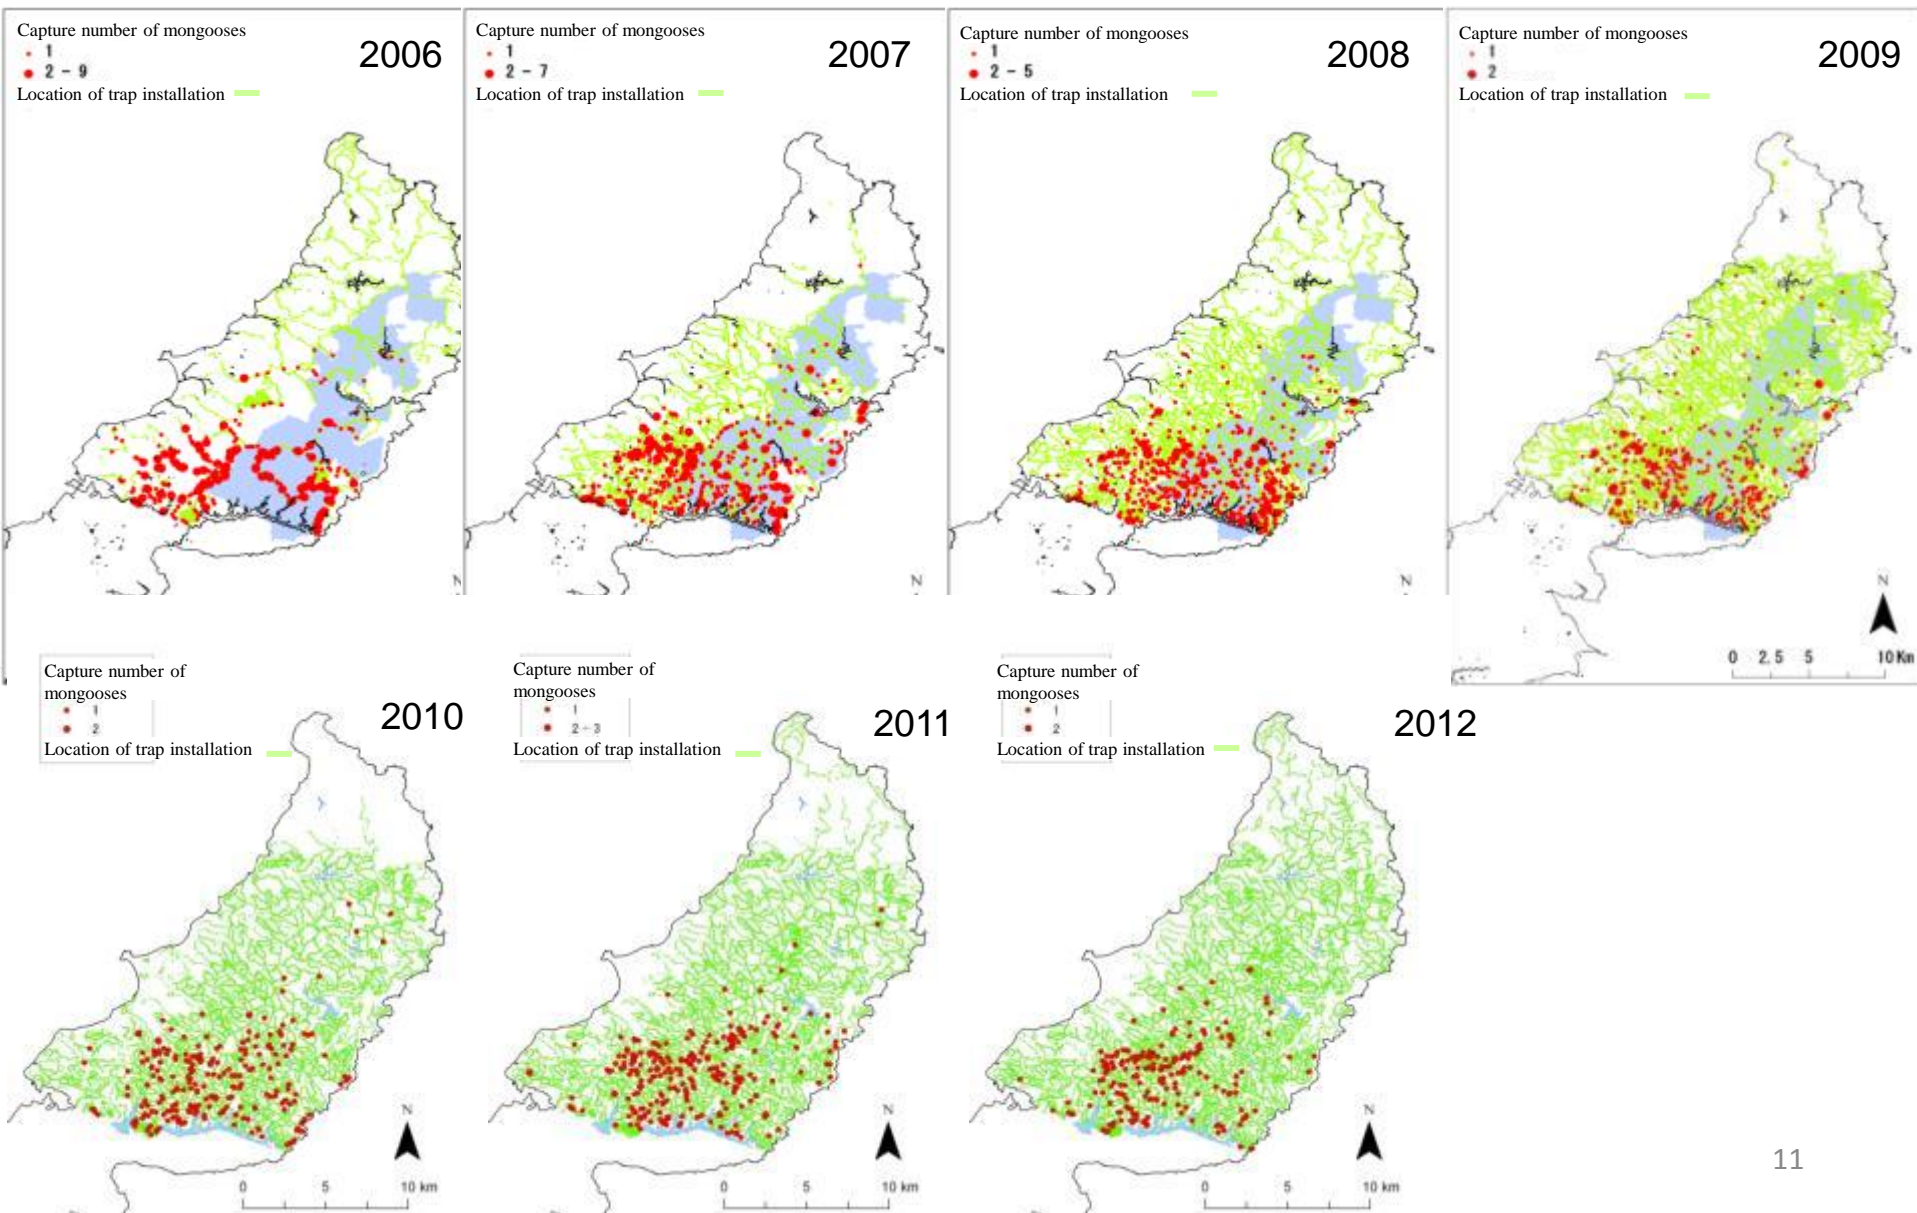 Capture number of mongooses
1
2 - 9
Location of trap installation
2006
N
Capture number of mongooses
1
2 - 7
Location of trap installation
2007
N
Capture number of mongooses
1
2 - 5
Location of trap installation
2008
N
Capture number of mongooses
1
2
Location of trap installation
2009
N
0 2.5 5 10 Km
Capture number of
mongooses
1
2
Location of trap installation
2010
N
0 5 10 km
Capture number of
mongooses
1
2 - 3
Location of trap installation
2011
N
0 5 10 km
Capture number of
mongooses
1
2
Location of trap installation
2012
N
0 5 10 km
11